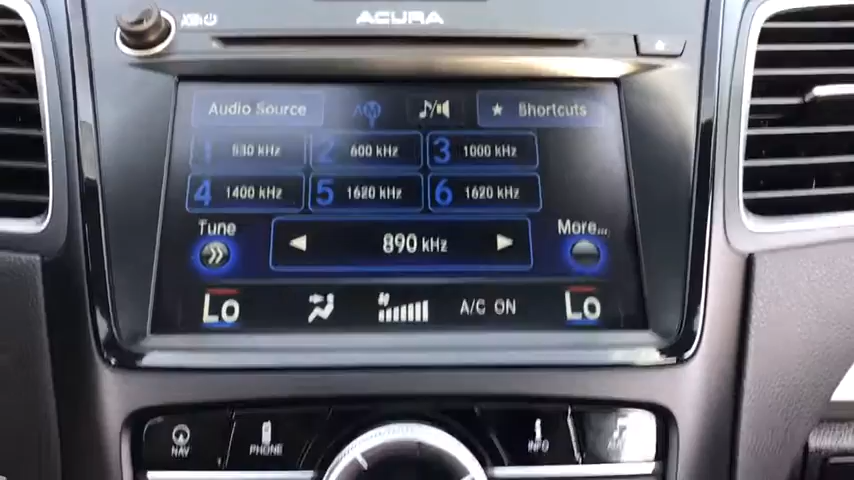 ACURA
Audio Source AM Shortcuts
1 530 kHz 2 600 kHz 3 1000 kHz
4 1400 kHz 5 1620 kHz 6 1620 kHz
Tune 890 kHz More...
Lo A/C ON Lo
NAV PHONE INFO